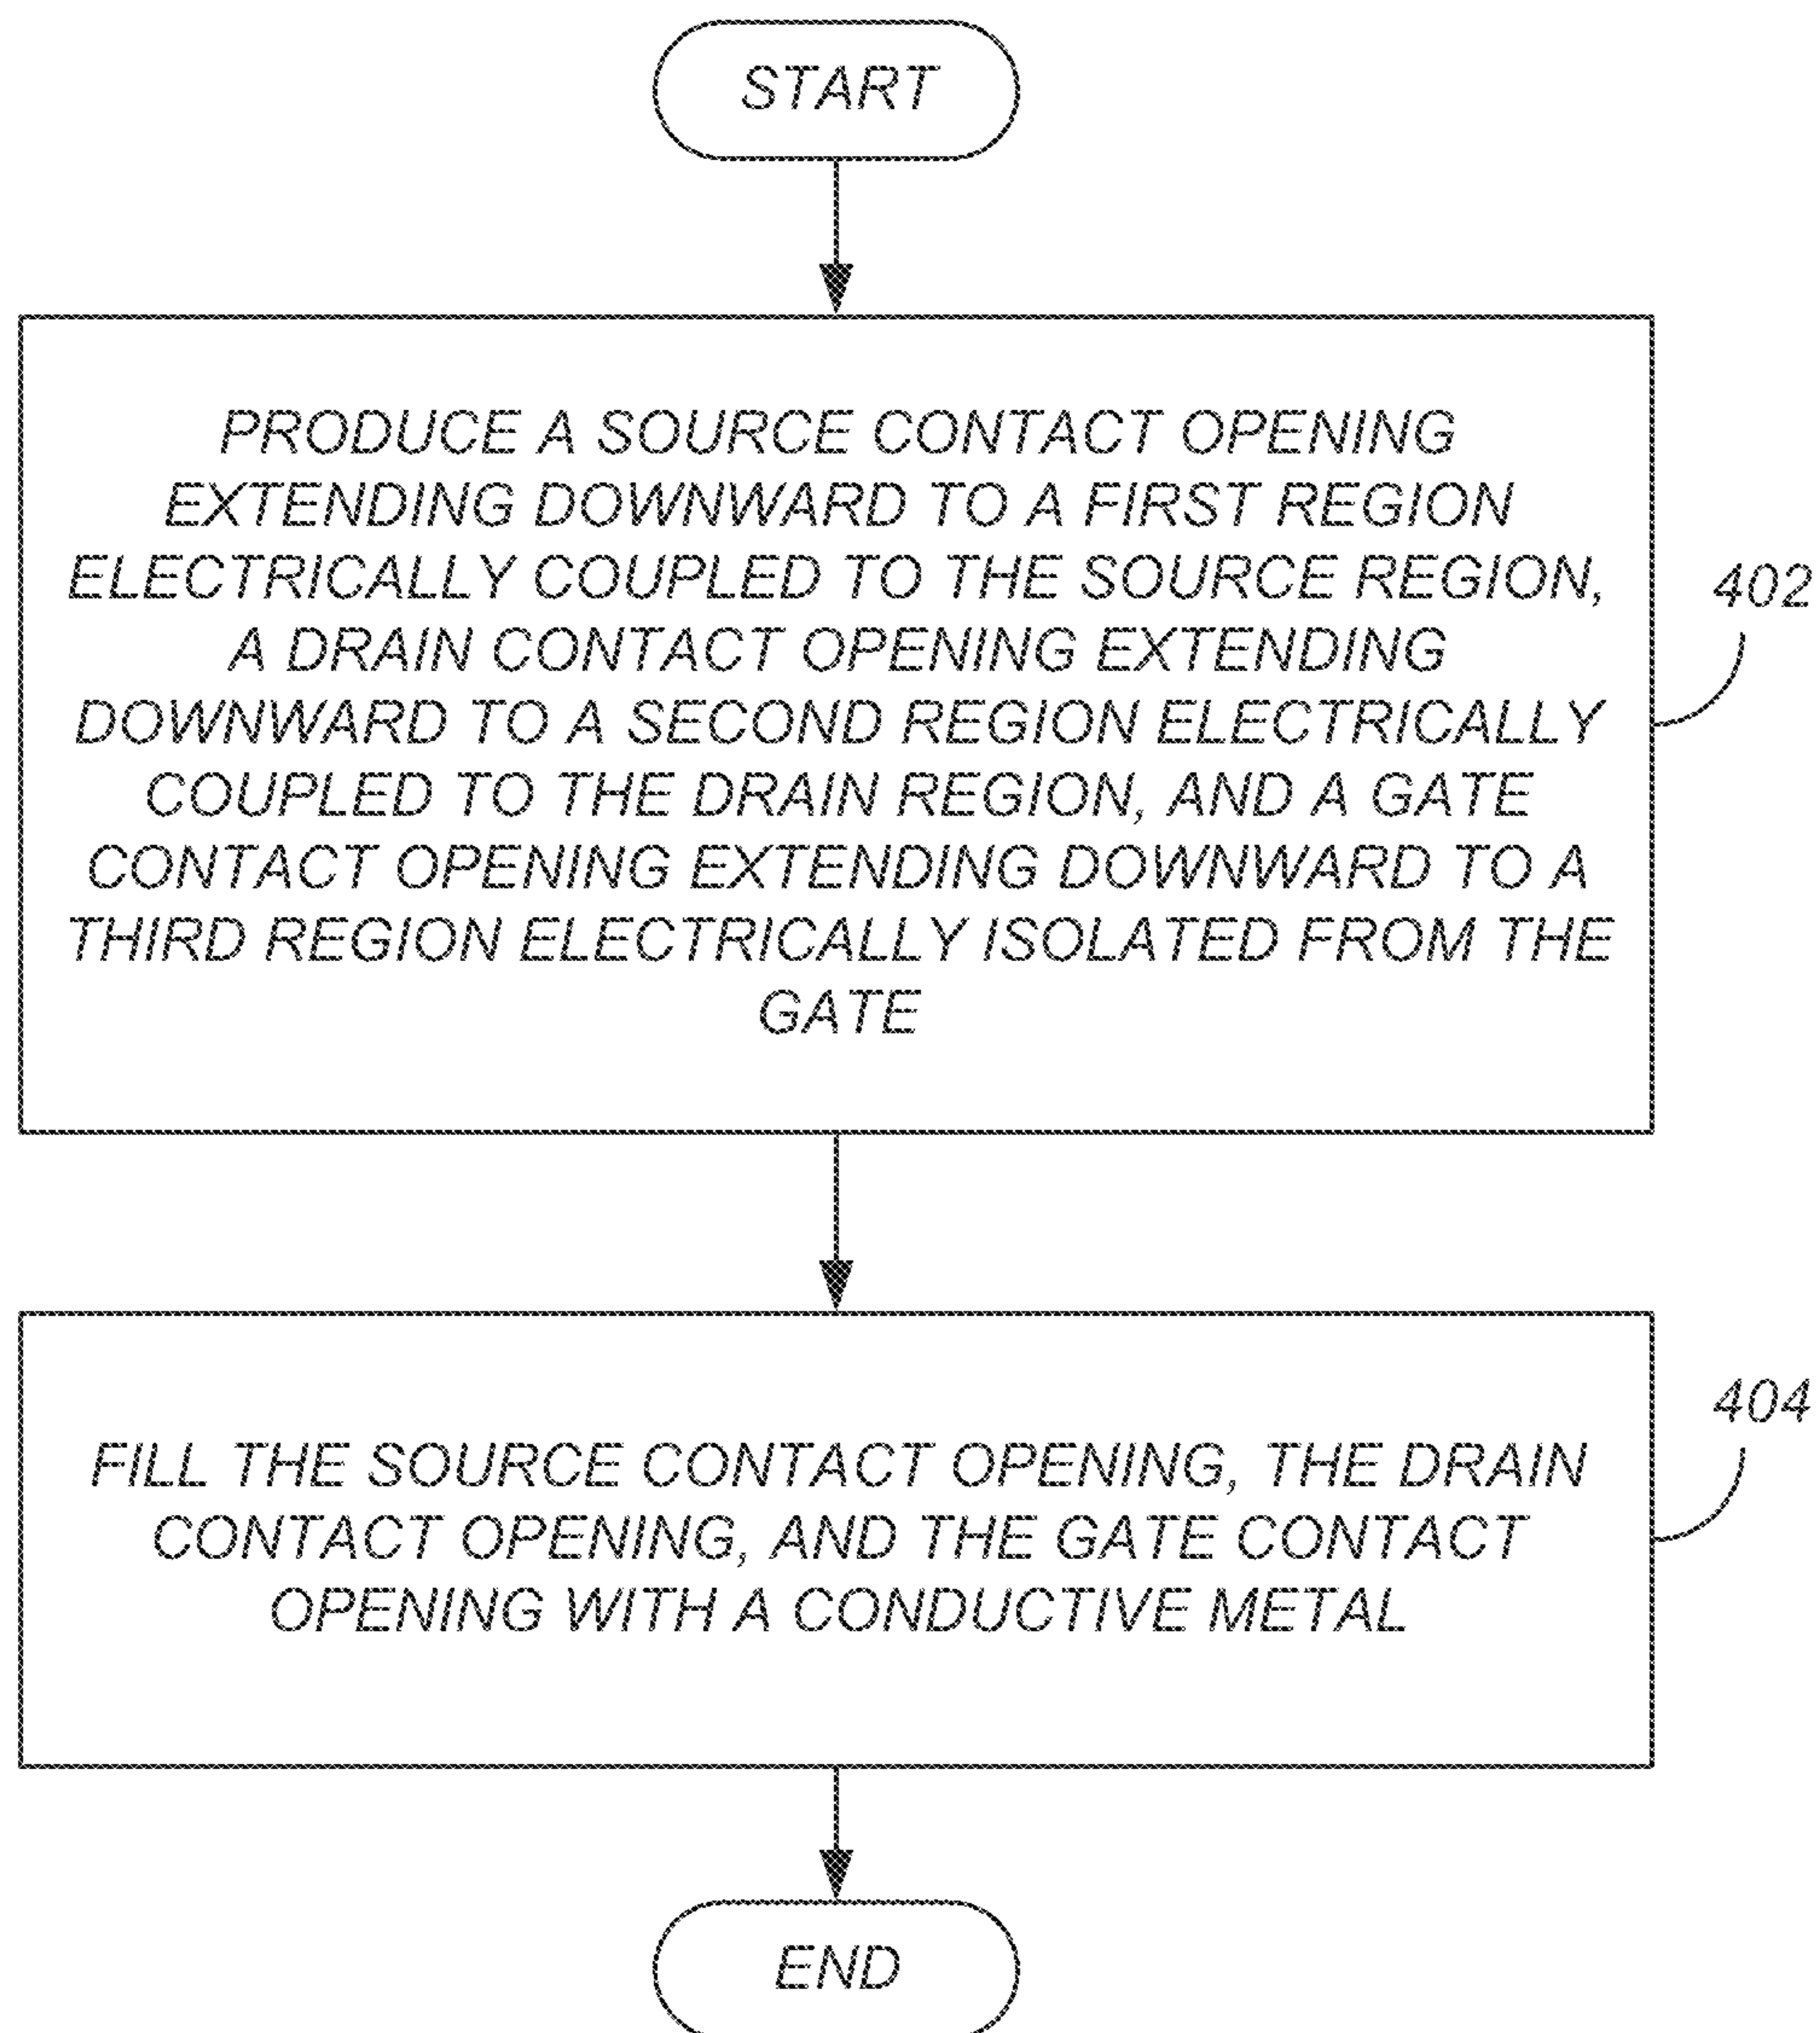 START
PRODUCE A SOURCE CONTACT OPENING
EXTENDING DOWNWARD TO A FIRST REGION
ELECTRICALLY COUPLED TO THE SOURCE REGION,
A DRAIN CONTACT OPENING EXTENDING
DOWNWARD TO A SECOND REGION ELECTRICALLY
COUPLED TO THE DRAIN REGION, AND A GATE
CONTACT OPENING EXTENDING DOWNWARD TO A
THIRD REGION ELECTRICALLY ISOLATED FROM THE
GATE
402
FILL THE SOURCE CONTACT OPENING, THE DRAIN
CONTACT OPENING, AND THE GATE CONTACT
OPENING WITH A CONDUCTIVE METAL
404
END